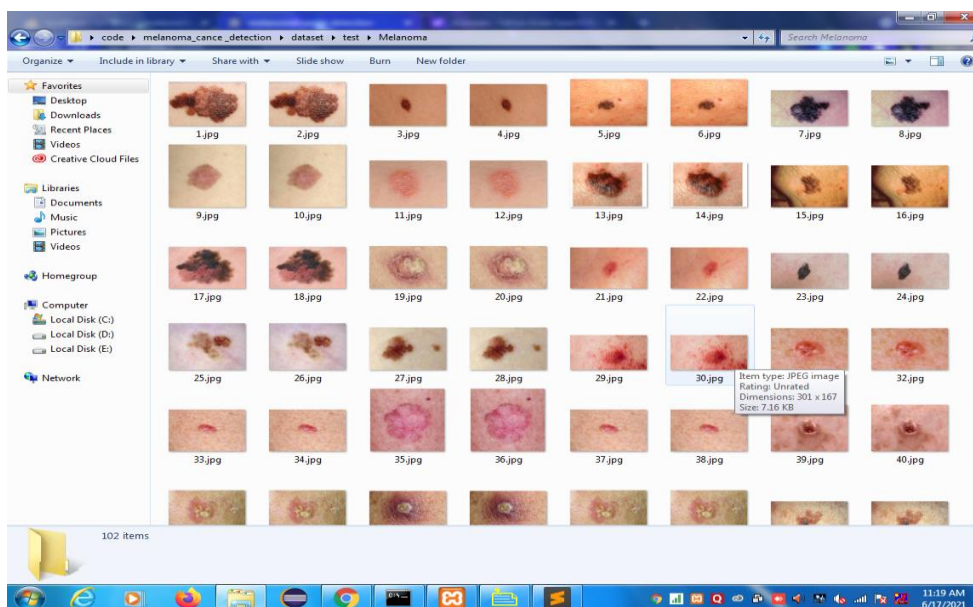 code ▸ melanoma_cance_detection ▸ dataset ▸ test ▸ Melanoma
Search Melanoma
Organize Include in library Share with Slide show Burn New folder
Favorites
Desktop
Downloads
Recent Places
Videos
Creative Cloud Files
Libraries
Documents
Music
Pictures
Videos
Homegroup
Computer
Local Disk (C:)
Local Disk (D:)
Local Disk (E:)
Network
1.jpg 2.jpg 3.jpg 4.jpg 5.jpg 6.jpg 7.jpg 8.jpg
9.jpg 10.jpg 11.jpg 12.jpg 13.jpg 14.jpg 15.jpg 16.jpg
17.jpg 18.jpg 19.jpg 20.jpg 21.jpg 22.jpg 23.jpg 24.jpg
25.jpg 26.jpg 27.jpg 28.jpg 29.jpg 30.jpg 32.jpg
Item type: JPEG image
Rating: Unrated
Dimensions: 301 x 167
Size: 7.16 KB
33.jpg 34.jpg 35.jpg 36.jpg 37.jpg 38.jpg 39.jpg 40.jpg
102 items
11:19 AM
6/17/2021